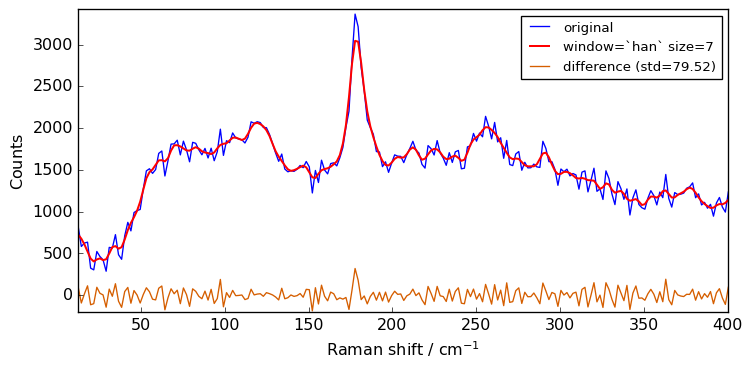 original
window=`han` size=7
difference (std=79.52)
Counts
3000
2500
2000
1500
1000
500
0
50 100 150 200 250 300 350 400
Raman shift / cm⁻¹